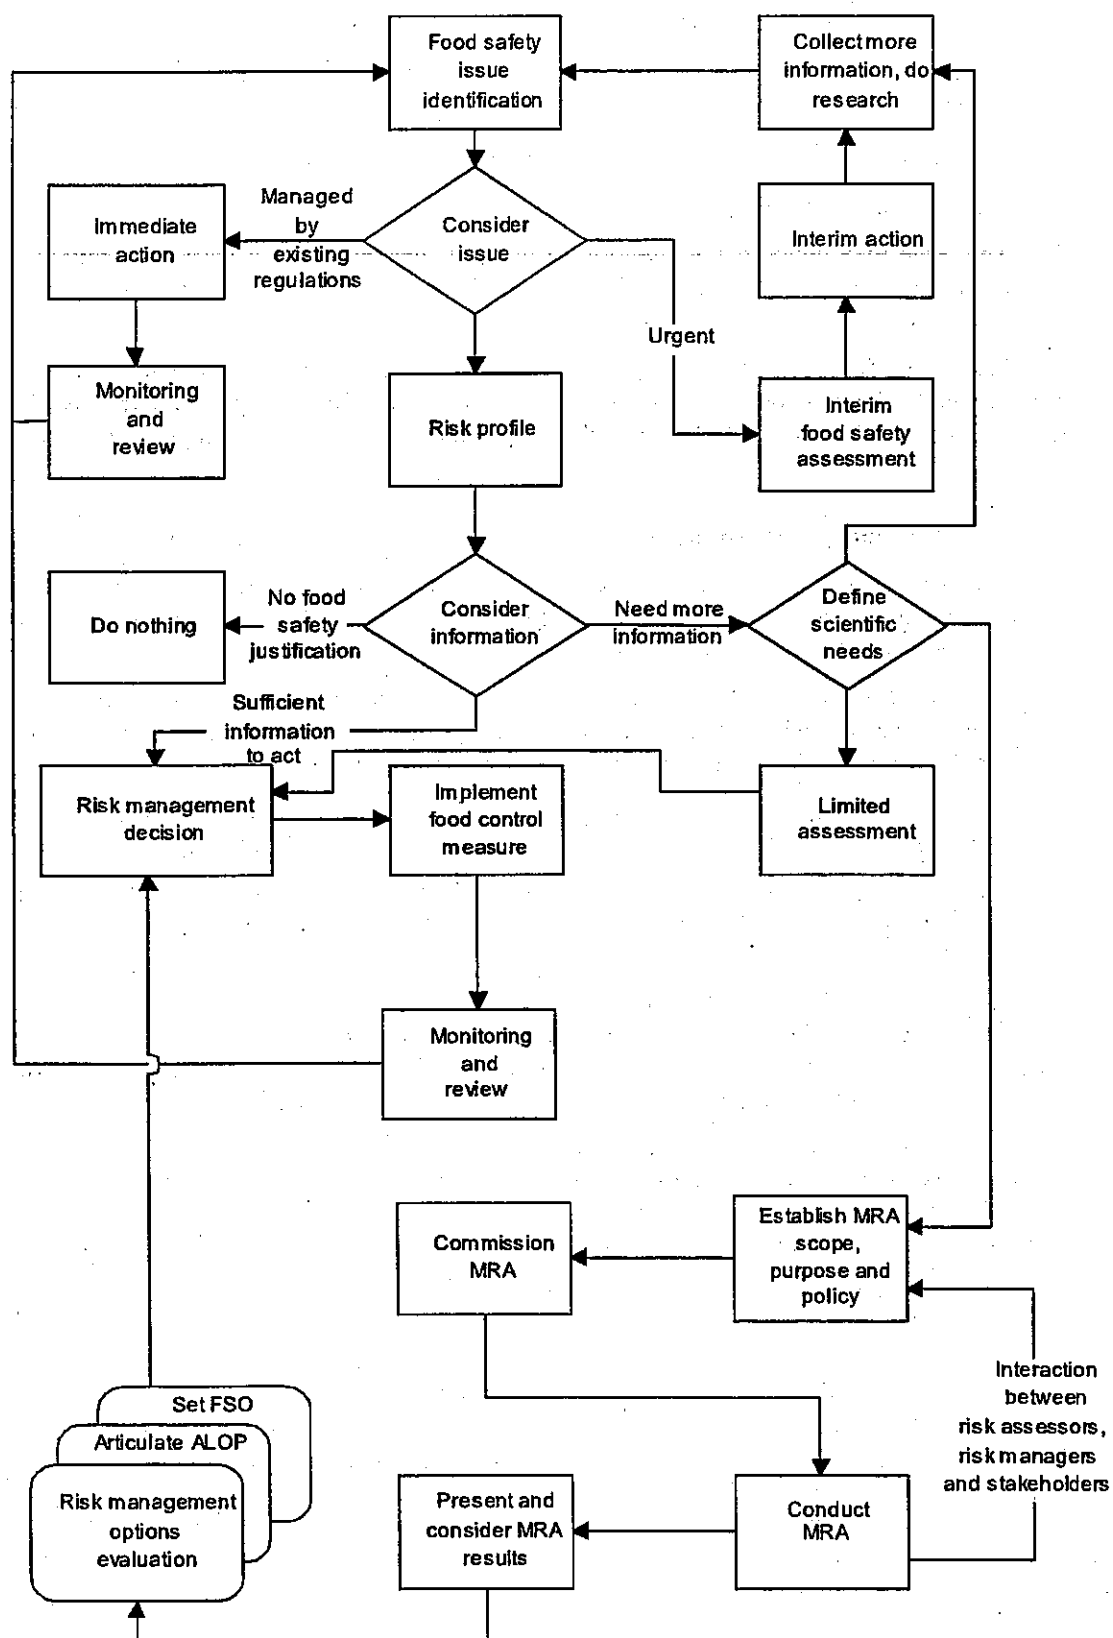 Food safety
issue
identification
Collect more
information, do
research
Immediate
action
Managed
by
existing
regulations
Consider
issue
Interim action
Urgent
Monitoring
and
review
Risk profile
Interim
food safety
assessment
Do nothing
No food
safety
justification
Consider
information
Need more
information
Define
scientific
needs
Sufficient
information
to act
Risk management
decision
Implement
food control
measure
Limited
assessment
Monitoring
and
review
Commission
MRA
Establish MRA
scope,
purpose and
policy
Interaction
between
risk assessors,
risk managers
and stakeholders
Set FSO
Articulate ALOP
Risk management
options
evaluation
Present and
consider MRA
results
Conduct
MRA